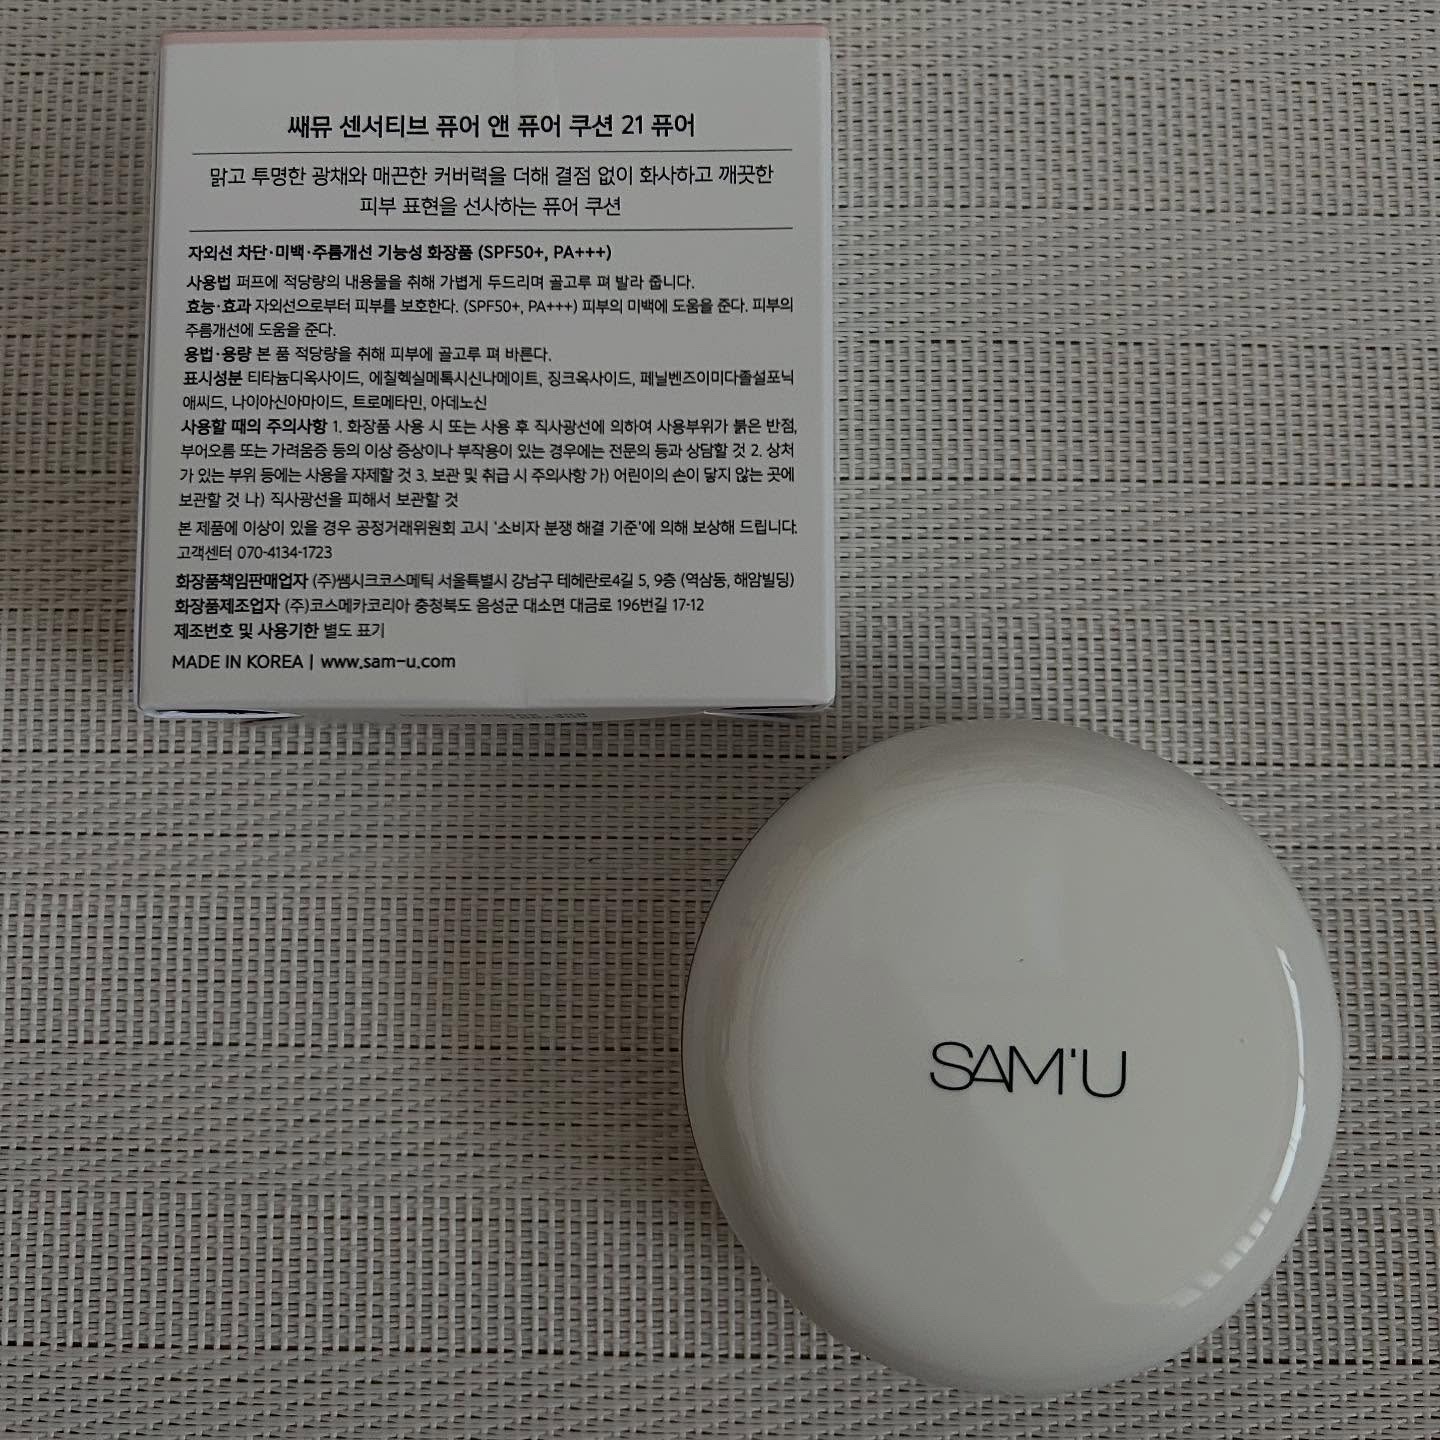 쌔뮤 센서티브 퓨어 앤 퓨어 쿠션 21 퓨어
맑고 투명한 광채와 매끈한 커버력을 더해 결점 없이 화사하고 깨끗한
피부 표현을 선사하는 퓨어 쿠션
자외선 차단·미백·주름개선 기능성 화장품 (SPF50+, PA+++)
사용법 퍼프에 적당량의 내용물을 취해 가볍게 두드리며 골고루 펴 발라 줍니다.
효능·효과 자외선으로부터 피부를 보호한다. (SPF50+, PA+++) 피부의 미백에 도움을 준다. 피부의
주름개선에 도움을 준다.
용법·용량 본 품 적당량을 취해 피부에 골고루 펴 바른다.
표시성분 티타늄디옥사이드, 에칠헥실메톡시신나메이트, 징크옥사이드, 페닐벤즈이미다졸설포닉
애씨드, 나이아신아마이드, 트로메타민, 아데노신
사용할 때의 주의사항 1. 화장품 사용 시 또는 사용 후 직사광선에 의하여 사용부위가 붉은 반점,
부어오름 또는 가려움증 등의 이상 증상이나 부작용이 있는 경우에는 전문의 등과 상담할 것 2. 상처
가 있는 부위 등에는 사용을 자제할 것 3. 보관 및 취급 시 주의사항 가) 어린이의 손이 닿지 않는 곳에
보관할 것 나) 직사광선을 피해서 보관할 것
본 제품에 이상이 있을 경우 공정거래위원회 고시 '소비자 분쟁 해결 기준'에 의해 보상해 드립니다.
고객센터 070-4134-1723
화장품책임판매업자 (주)쌤시크코스메틱 서울특별시 강남구 테헤란로4길 5, 9층 (역삼동, 해암빌딩)
화장품제조업자 (주)코스메카코리아 충청북도 음성군 대소면 대금로 196번길 17-12
제조번호 및 사용기한 별도 표기
MADE IN KOREA | www.sam-u.com
SAM'U